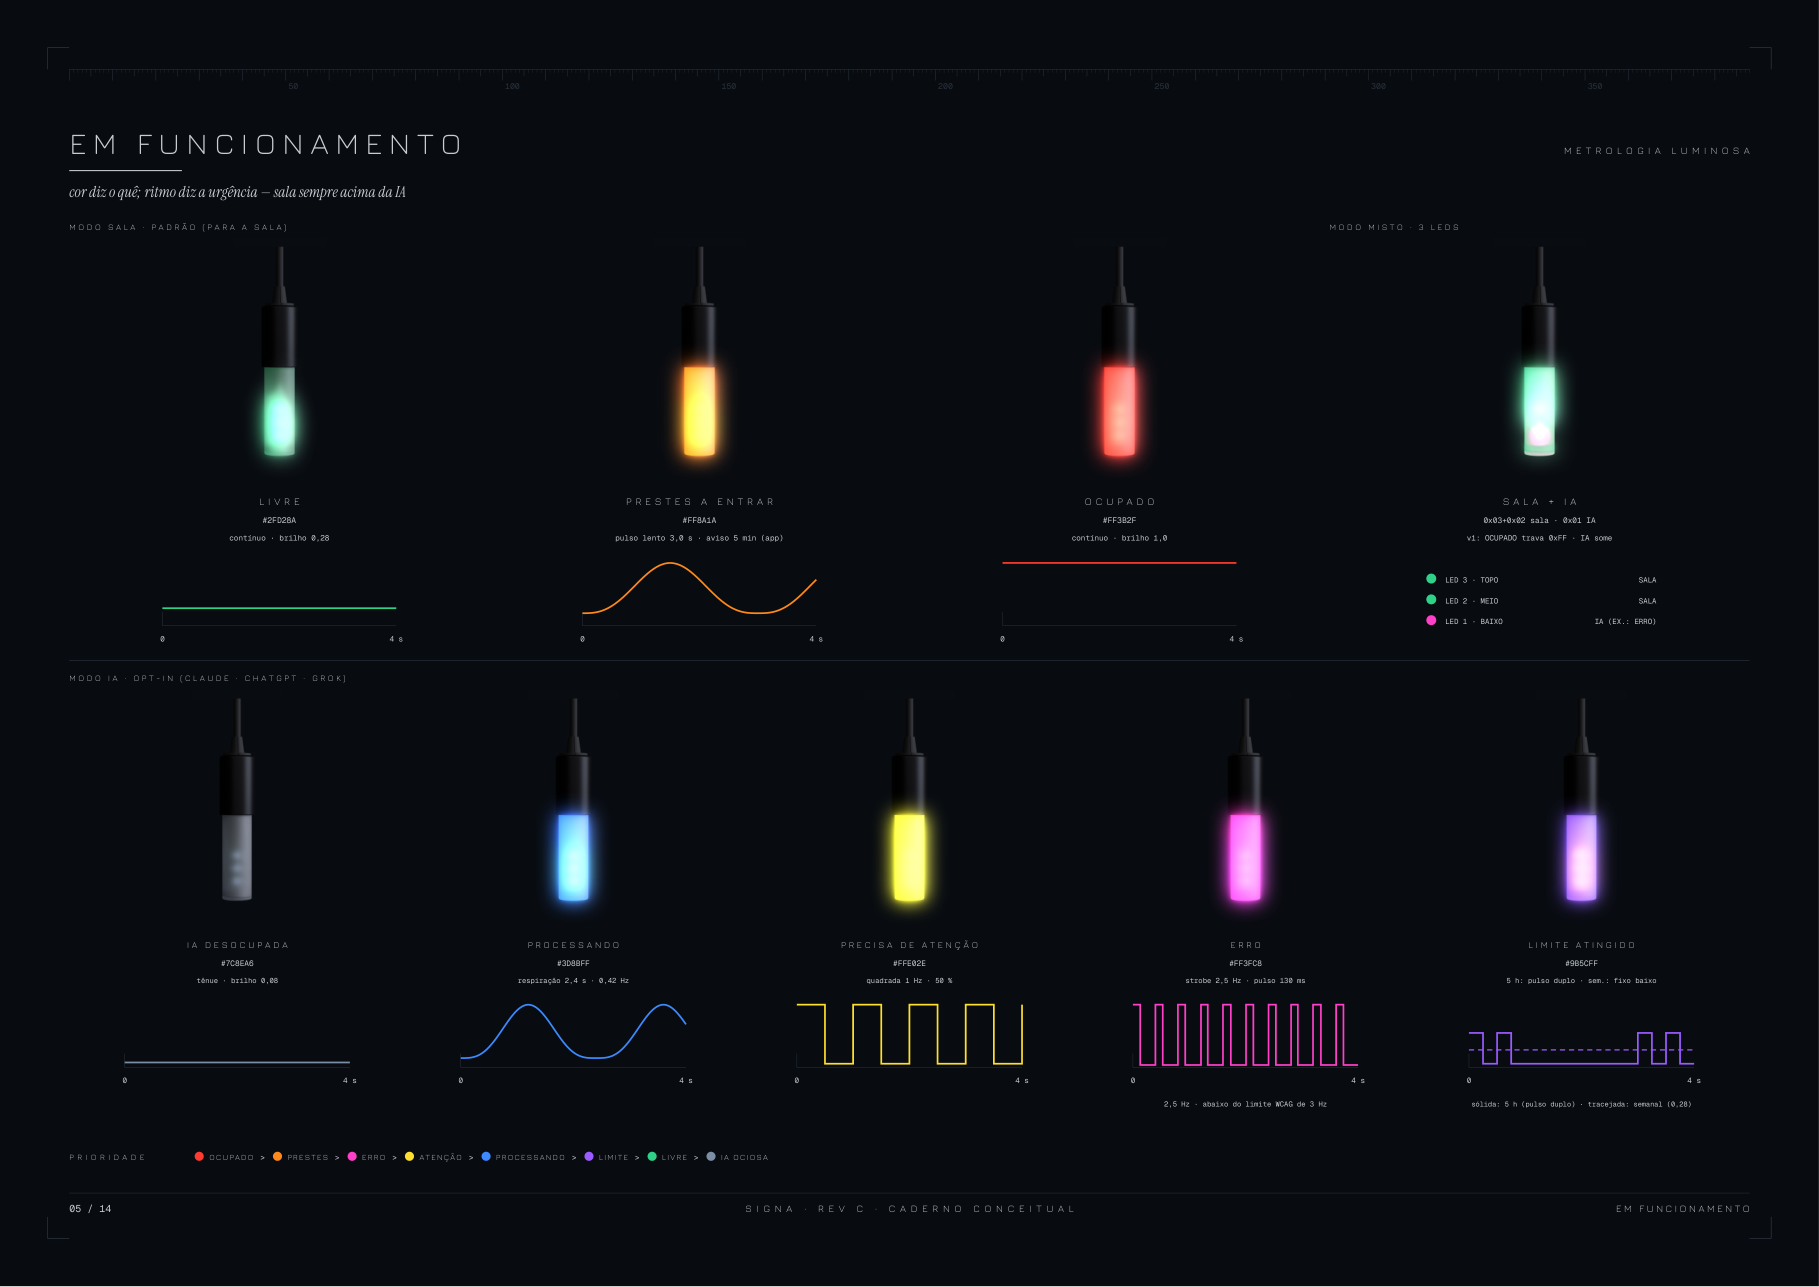 50 100 150 200 250 300 350
EM FUNCIONAMENTO
METROLOGIA LUMINOSA
cor diz o quê; ritmo diz a urgência — sala sempre acima da IA
MODO SALA · PADRÃO (PARA A SALA)
MODO MISTO · 3 LEDS
LIVRE
#2FD28A
contínuo · brilho 0,28
0 4 s
PRESTES A ENTRAR
#FF8A1A
pulso lento 3,0 s · aviso 5 min (app)
0 4 s
OCUPADO
#FF3B2F
contínuo · brilho 1,0
0 4 s
SALA + IA
0x03+0x02 sala · 0x01 IA
v1: OCUPADO trava 0xFF · IA some
LED 3 · TOPO SALA
LED 2 · MEIO SALA
LED 1 · BAIXO IA (EX.: ERRO)
MODO IA · OPT-IN (CLAUDE · CHATGPT · GROK)
IA DESOCUPADA
#7C8EA6
tênue · brilho 0,08
0 4 s
PROCESSANDO
#3D8BFF
respiração 2,4 s · 0,42 Hz
0 4 s
PRECISA DE ATENÇÃO
#FFE02E
quadrada 1 Hz · 50 %
0 4 s
ERRO
#FF3FC8
strobe 2,5 Hz · pulso 130 ms
0 4 s
2,5 Hz · abaixo do limite WCAG de 3 Hz
LIMITE ATINGIDO
#9B5CFF
5 h: pulso duplo · sem.: fixo baixo
0 4 s
sólida: 5 h (pulso duplo) · tracejada: semanal (0,28)
PRIORIDADE OCUPADO > PRESTES > ERRO > ATENÇÃO > PROCESSANDO > LIMITE > LIVRE > IA OCIOSA
05 / 14
SIGNA · REV C · CADERNO CONCEITUAL
EM FUNCIONAMENTO